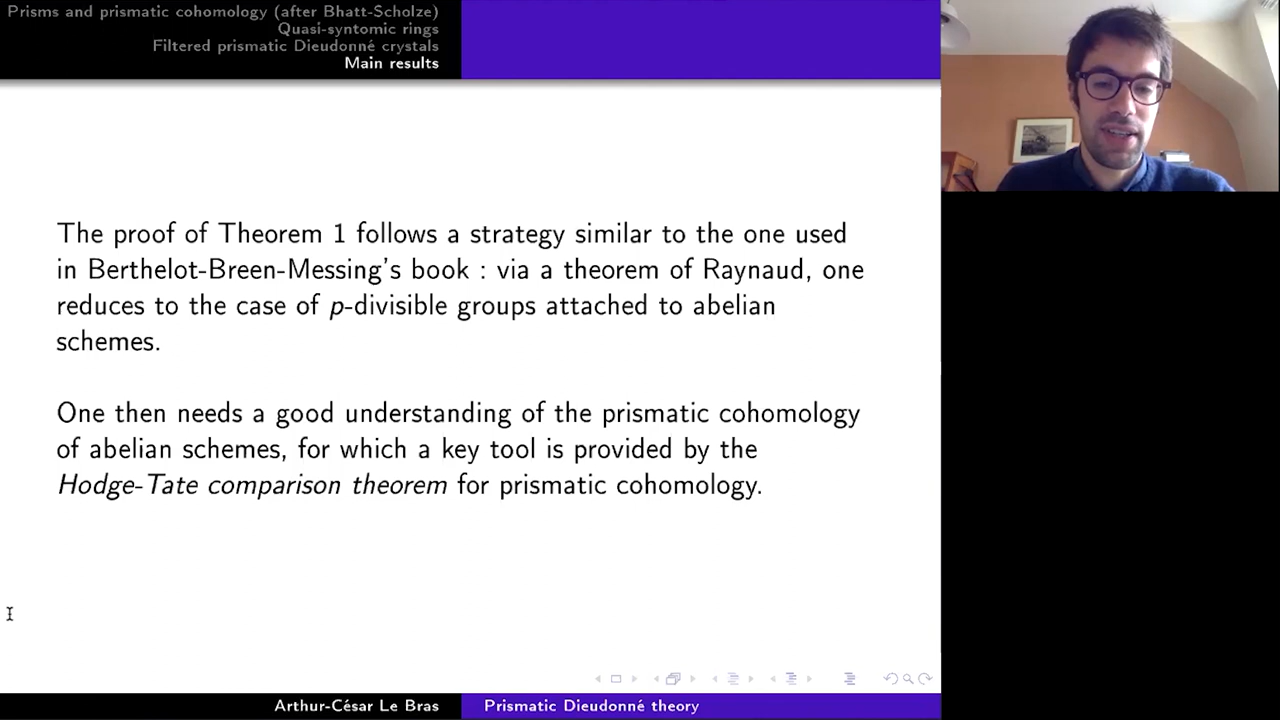 Prisms and prismatic cohomology (after Bhatt-Scholze)
Quasi-syntomic rings
Filtered prismatic Dieudonné crystals
Main results
The proof of Theorem 1 follows a strategy similar to the one used
in Berthelot-Breen-Messing's book : via a theorem of Raynaud, one
reduces to the case of p-divisible groups attached to abelian
schemes.
One then needs a good understanding of the prismatic cohomology
of abelian schemes, for which a key tool is provided by the
Hodge-Tate comparison theorem for prismatic cohomology.
Arthur-César Le Bras
Prismatic Dieudonné theory